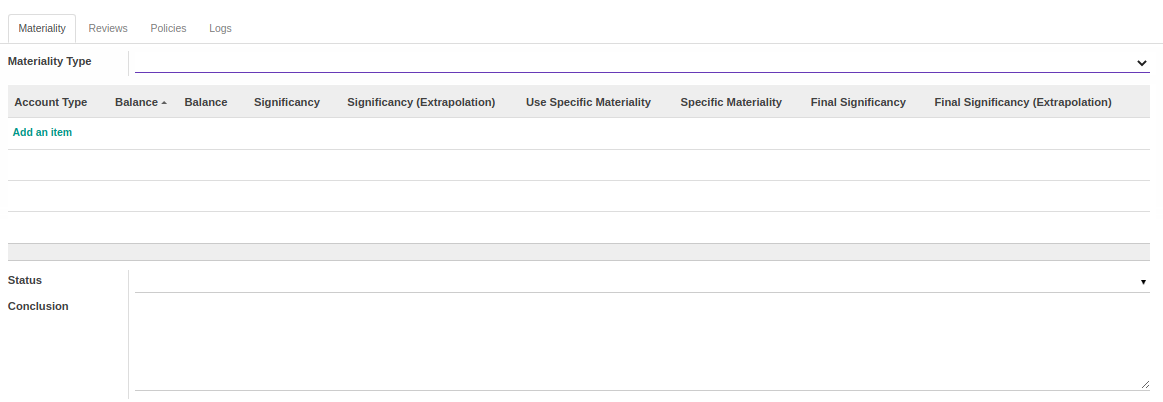 Materiality Reviews Policies Logs
Materiality Type
Account Type Balance Balance Significancy Significancy (Extrapolation) Use Specific Materiality Specific Materiality Final Significancy Final Significancy (Extrapolation)
Add an item
Status
Conclusion